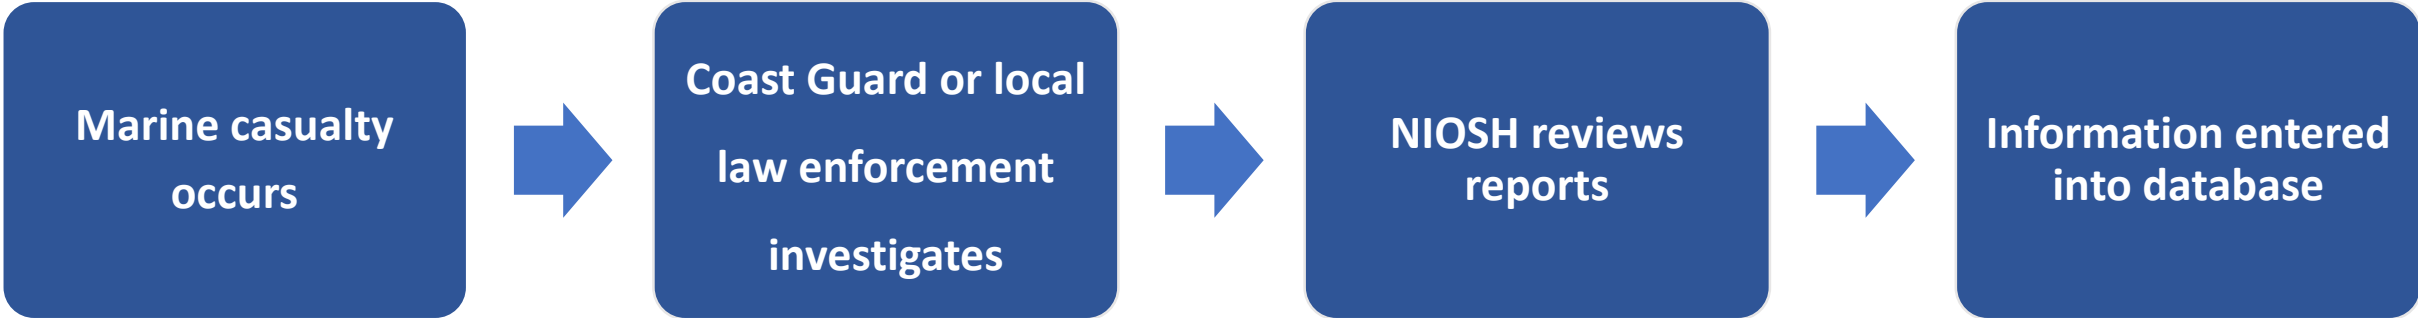 Marine casualty
occurs
Coast Guard or local
law enforcement
investigates
NIOSH reviews
reports
Information entered
into database